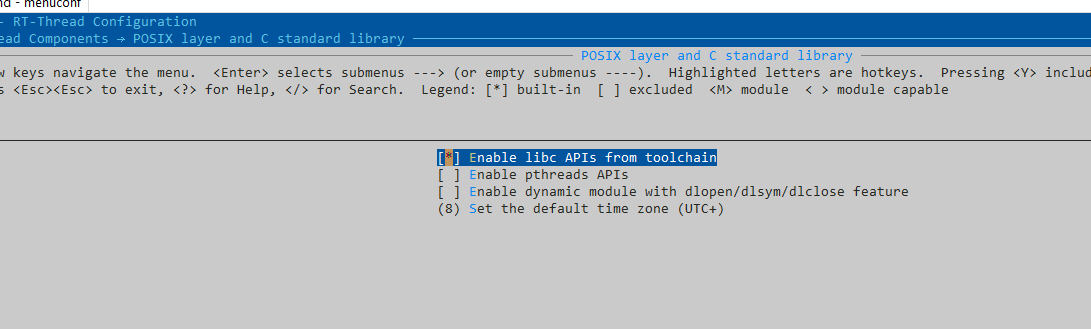 nd - menuconf
- RT-Thread Configuration
ead Components → POSIX layer and C standard library
POSIX layer and C standard library
w keys navigate the menu.  <Enter> selects submenus ---> (or empty submenus ----).  Highlighted letters are hotkeys.  Pressing <Y> includ
s <Esc><Esc> to exit, <?> for Help, </> for Search.  Legend: [*] built-in  [ ] excluded  <M> module  < > module capable
[*] Enable libc APIs from toolchain
[ ] Enable pthreads APIs
[ ] Enable dynamic module with dlopen/dlsym/dlclose feature
(8) Set the default time zone (UTC+)